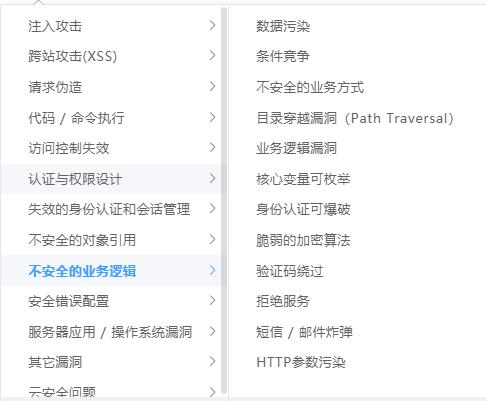 注入攻击
跨站攻击(XSS)
请求伪造
代码 / 命令执行
访问控制失效
认证与权限设计
失效的身份认证和会话管理
不安全的对象引用
不安全的业务逻辑
安全错误配置
服务器应用 / 操作系统漏洞
其它漏洞
云安全问题
数据污染
条件竞争
不安全的业务方式
目录穿越漏洞（Path Traversal）
业务逻辑漏洞
核心变量可枚举
身份认证可爆破
脆弱的加密算法
验证码绕过
拒绝服务
短信 / 邮件炸弹
HTTP参数污染